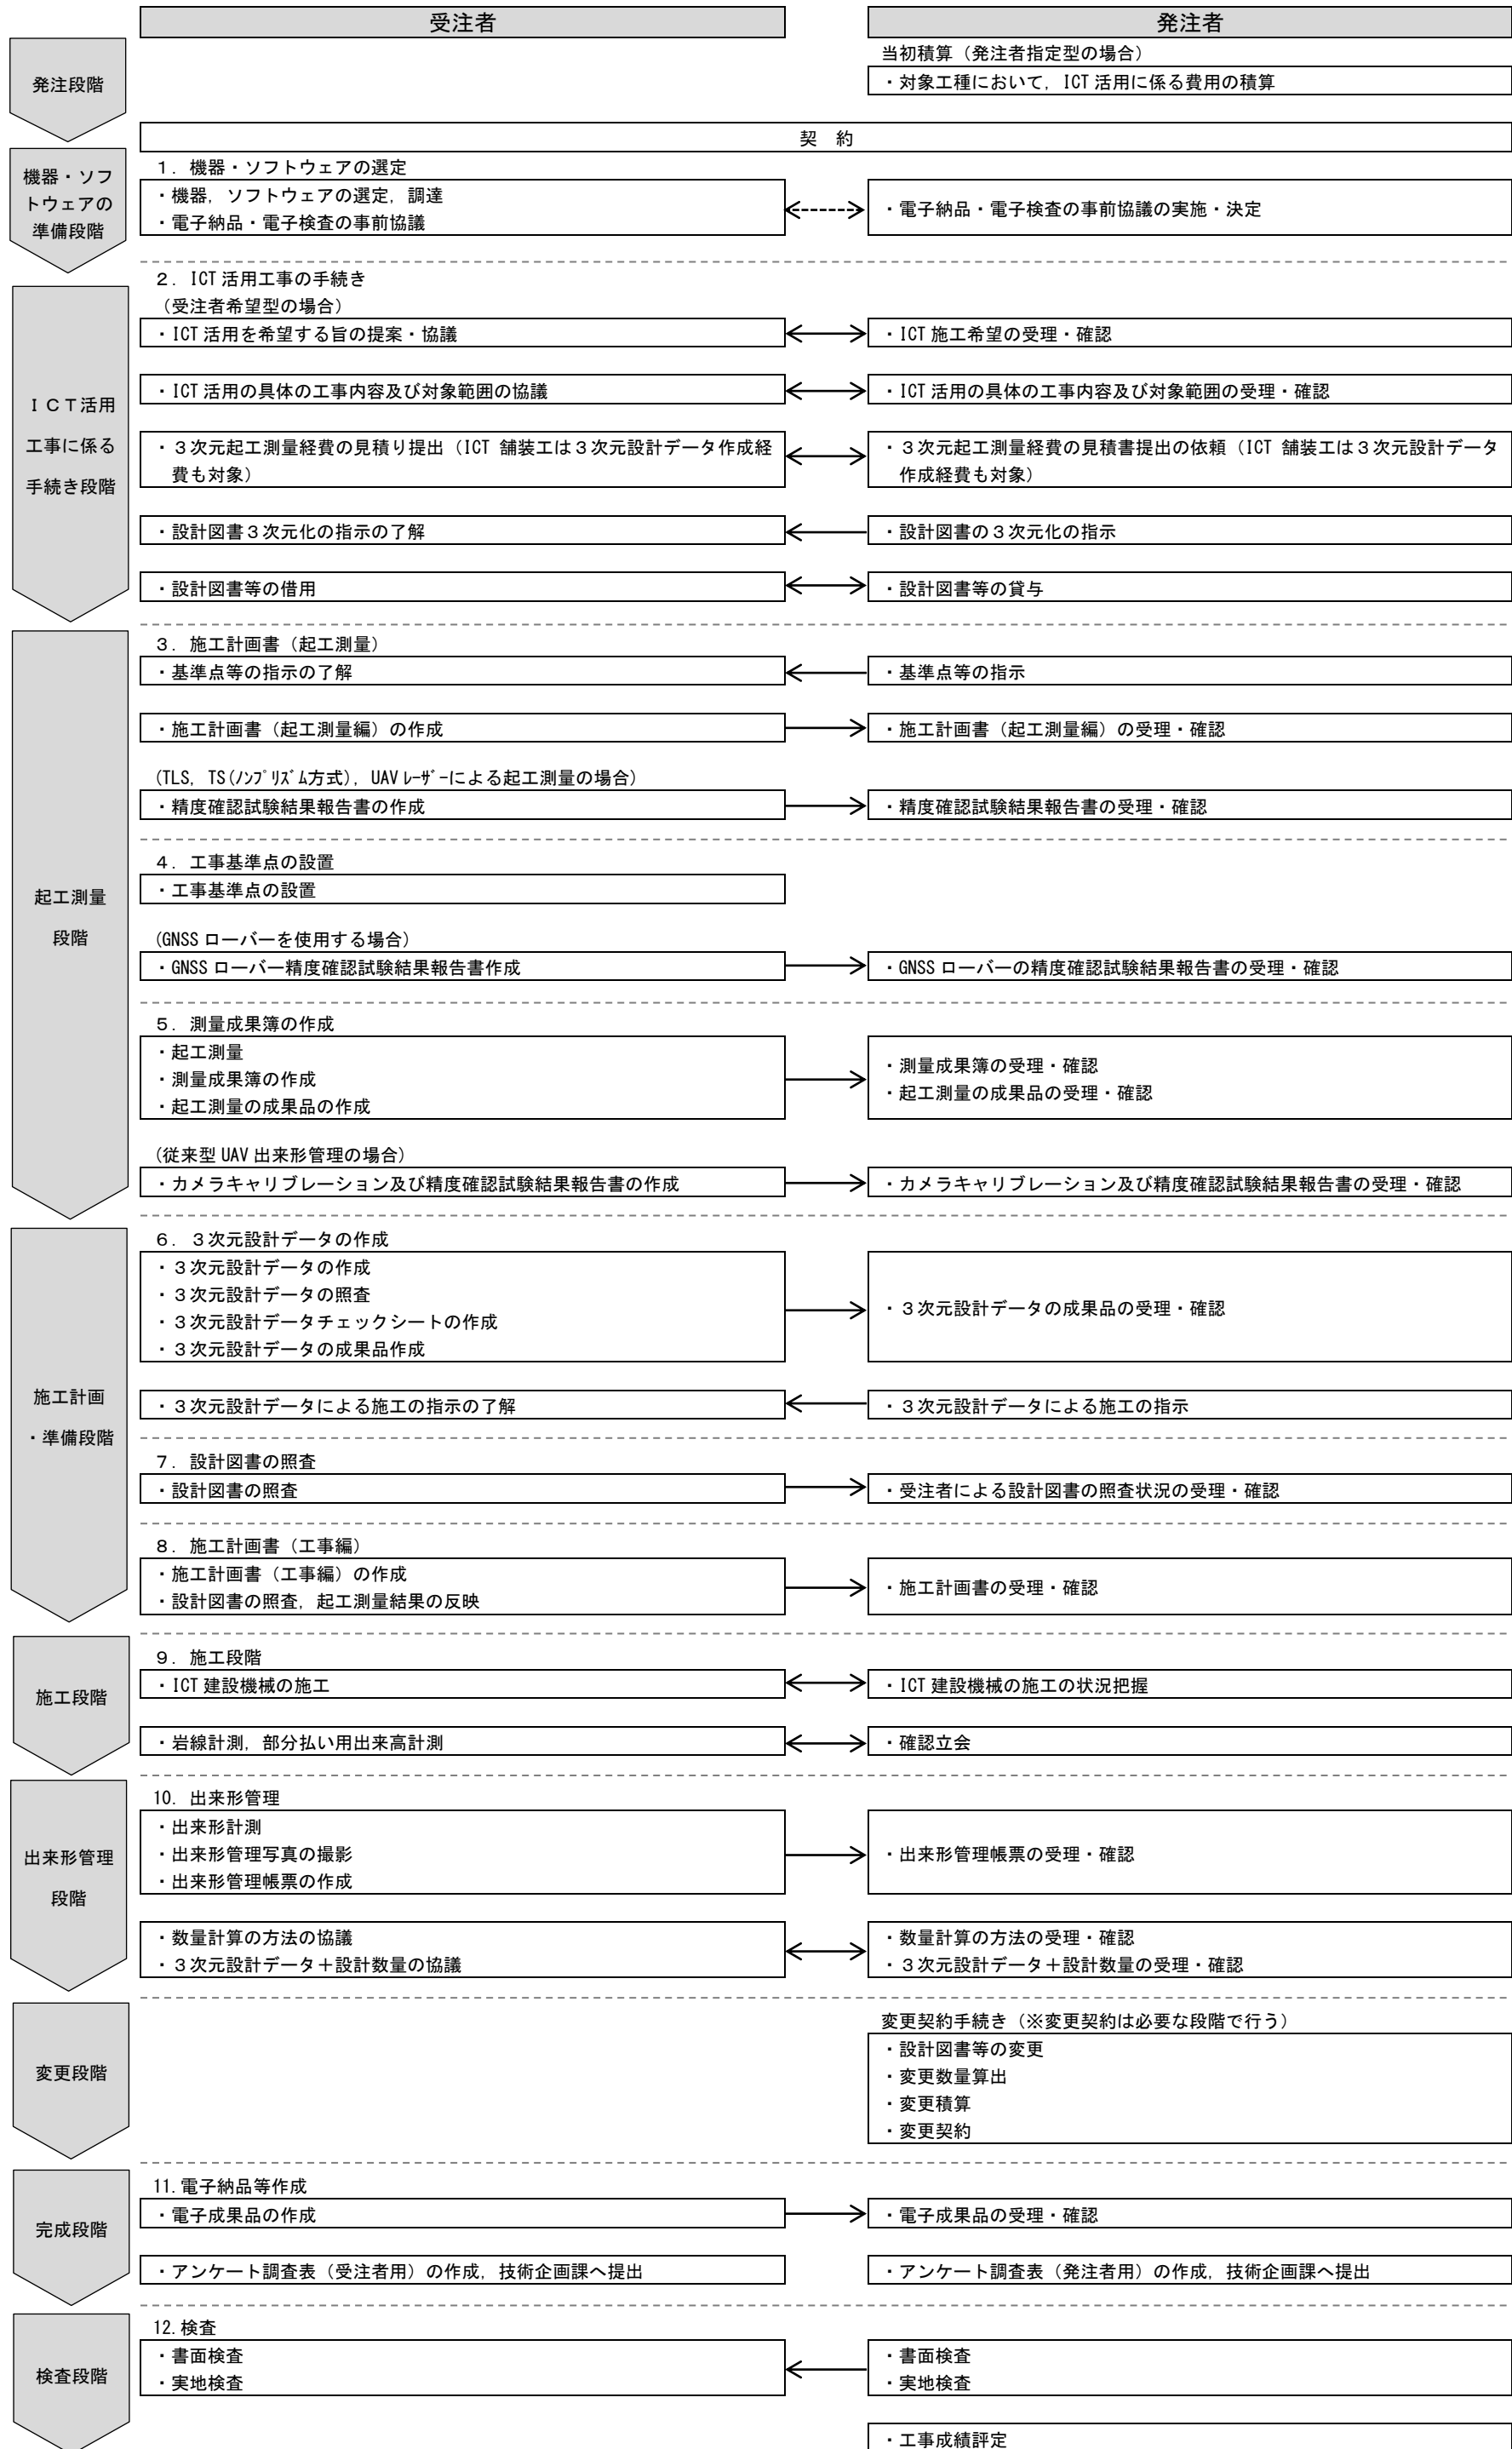 受注者
発注者
発注段階
当初積算（発注者指定型の場合）
・対象工種において，ICT活用に係る費用の積算
契　約
機器・ソフ
トウェアの
準備段階
１．機器・ソフトウェアの選定
・機器，ソフトウェアの選定，調達
・電子納品・電子検査の事前協議
・電子納品・電子検査の事前協議の実施・決定
ＩＣＴ活用
工事に係る
手続き段階
２．ICT活用工事の手続き
（受注者希望型の場合）
・ICT活用を希望する旨の提案・協議
・ICT施工希望の受理・確認
・ICT活用の具体の工事内容及び対象範囲の協議
・ICT活用の具体の工事内容及び対象範囲の受理・確認
・３次元起工測量経費の見積り提出（ICT 舗装工は３次元設計データ作成経
費も対象）
・３次元起工測量経費の見積書提出の依頼（ICT 舗装工は３次元設計データ
作成経費も対象）
・設計図書３次元化の指示の了解
・設計図書の３次元化の指示
・設計図書等の借用
・設計図書等の貸与
起工測量
段階
３．施工計画書（起工測量）
・基準点等の指示の了解
・基準点等の指示
・施工計画書（起工測量編）の作成
・施工計画書（起工測量編）の受理・確認
(TLS，TS(ﾉﾝﾌﾟﾘｽﾞﾑ方式)，UAVﾚｰｻﾞｰによる起工測量の場合)
・精度確認試験結果報告書の作成
・精度確認試験結果報告書の受理・確認
４．工事基準点の設置
・工事基準点の設置
(GNSSローバーを使用する場合)
・GNSSローバー精度確認試験結果報告書作成
・GNSSローバーの精度確認試験結果報告書の受理・確認
５．測量成果簿の作成
・起工測量
・測量成果簿の作成
・起工測量の成果品の作成
・測量成果簿の受理・確認
・起工測量の成果品の受理・確認
(従来型UAV出来形管理の場合)
・カメラキャリブレーション及び精度確認試験結果報告書の作成
・カメラキャリブレーション及び精度確認試験結果報告書の受理・確認
施工計画
・準備段階
６．３次元設計データの作成
・３次元設計データの作成
・３次元設計データの照査
・３次元設計データチェックシートの作成
・３次元設計データの成果品作成
・３次元設計データの成果品の受理・確認
・３次元設計データによる施工の指示の了解
・３次元設計データによる施工の指示
７．設計図書の照査
・設計図書の照査
・受注者による設計図書の照査状況の受理・確認
８．施工計画書（工事編）
・施工計画書（工事編）の作成
・設計図書の照査，起工測量結果の反映
・施工計画書の受理・確認
施工段階
９．施工段階
・ICT建設機械の施工
・ICT建設機械の施工の状況把握
・岩線計測，部分払い用出来高計測
・確認立会
出来形管理
段階
10．出来形管理
・出来形計測
・出来形管理写真の撮影
・出来形管理帳票の作成
・出来形管理帳票の受理・確認
・数量計算の方法の協議
・３次元設計データ＋設計数量の協議
・数量計算の方法の受理・確認
・３次元設計データ＋設計数量の受理・確認
変更段階
変更契約手続き（※変更契約は必要な段階で行う）
・設計図書等の変更
・変更数量算出
・変更積算
・変更契約
完成段階
11.電子納品等作成
・電子成果品の作成
・電子成果品の受理・確認
・アンケート調査表（受注者用）の作成，技術企画課へ提出
・アンケート調査表（発注者用）の作成，技術企画課へ提出
検査段階
12.検査
・書面検査
・実地検査
・書面検査
・実地検査
・工事成績評定